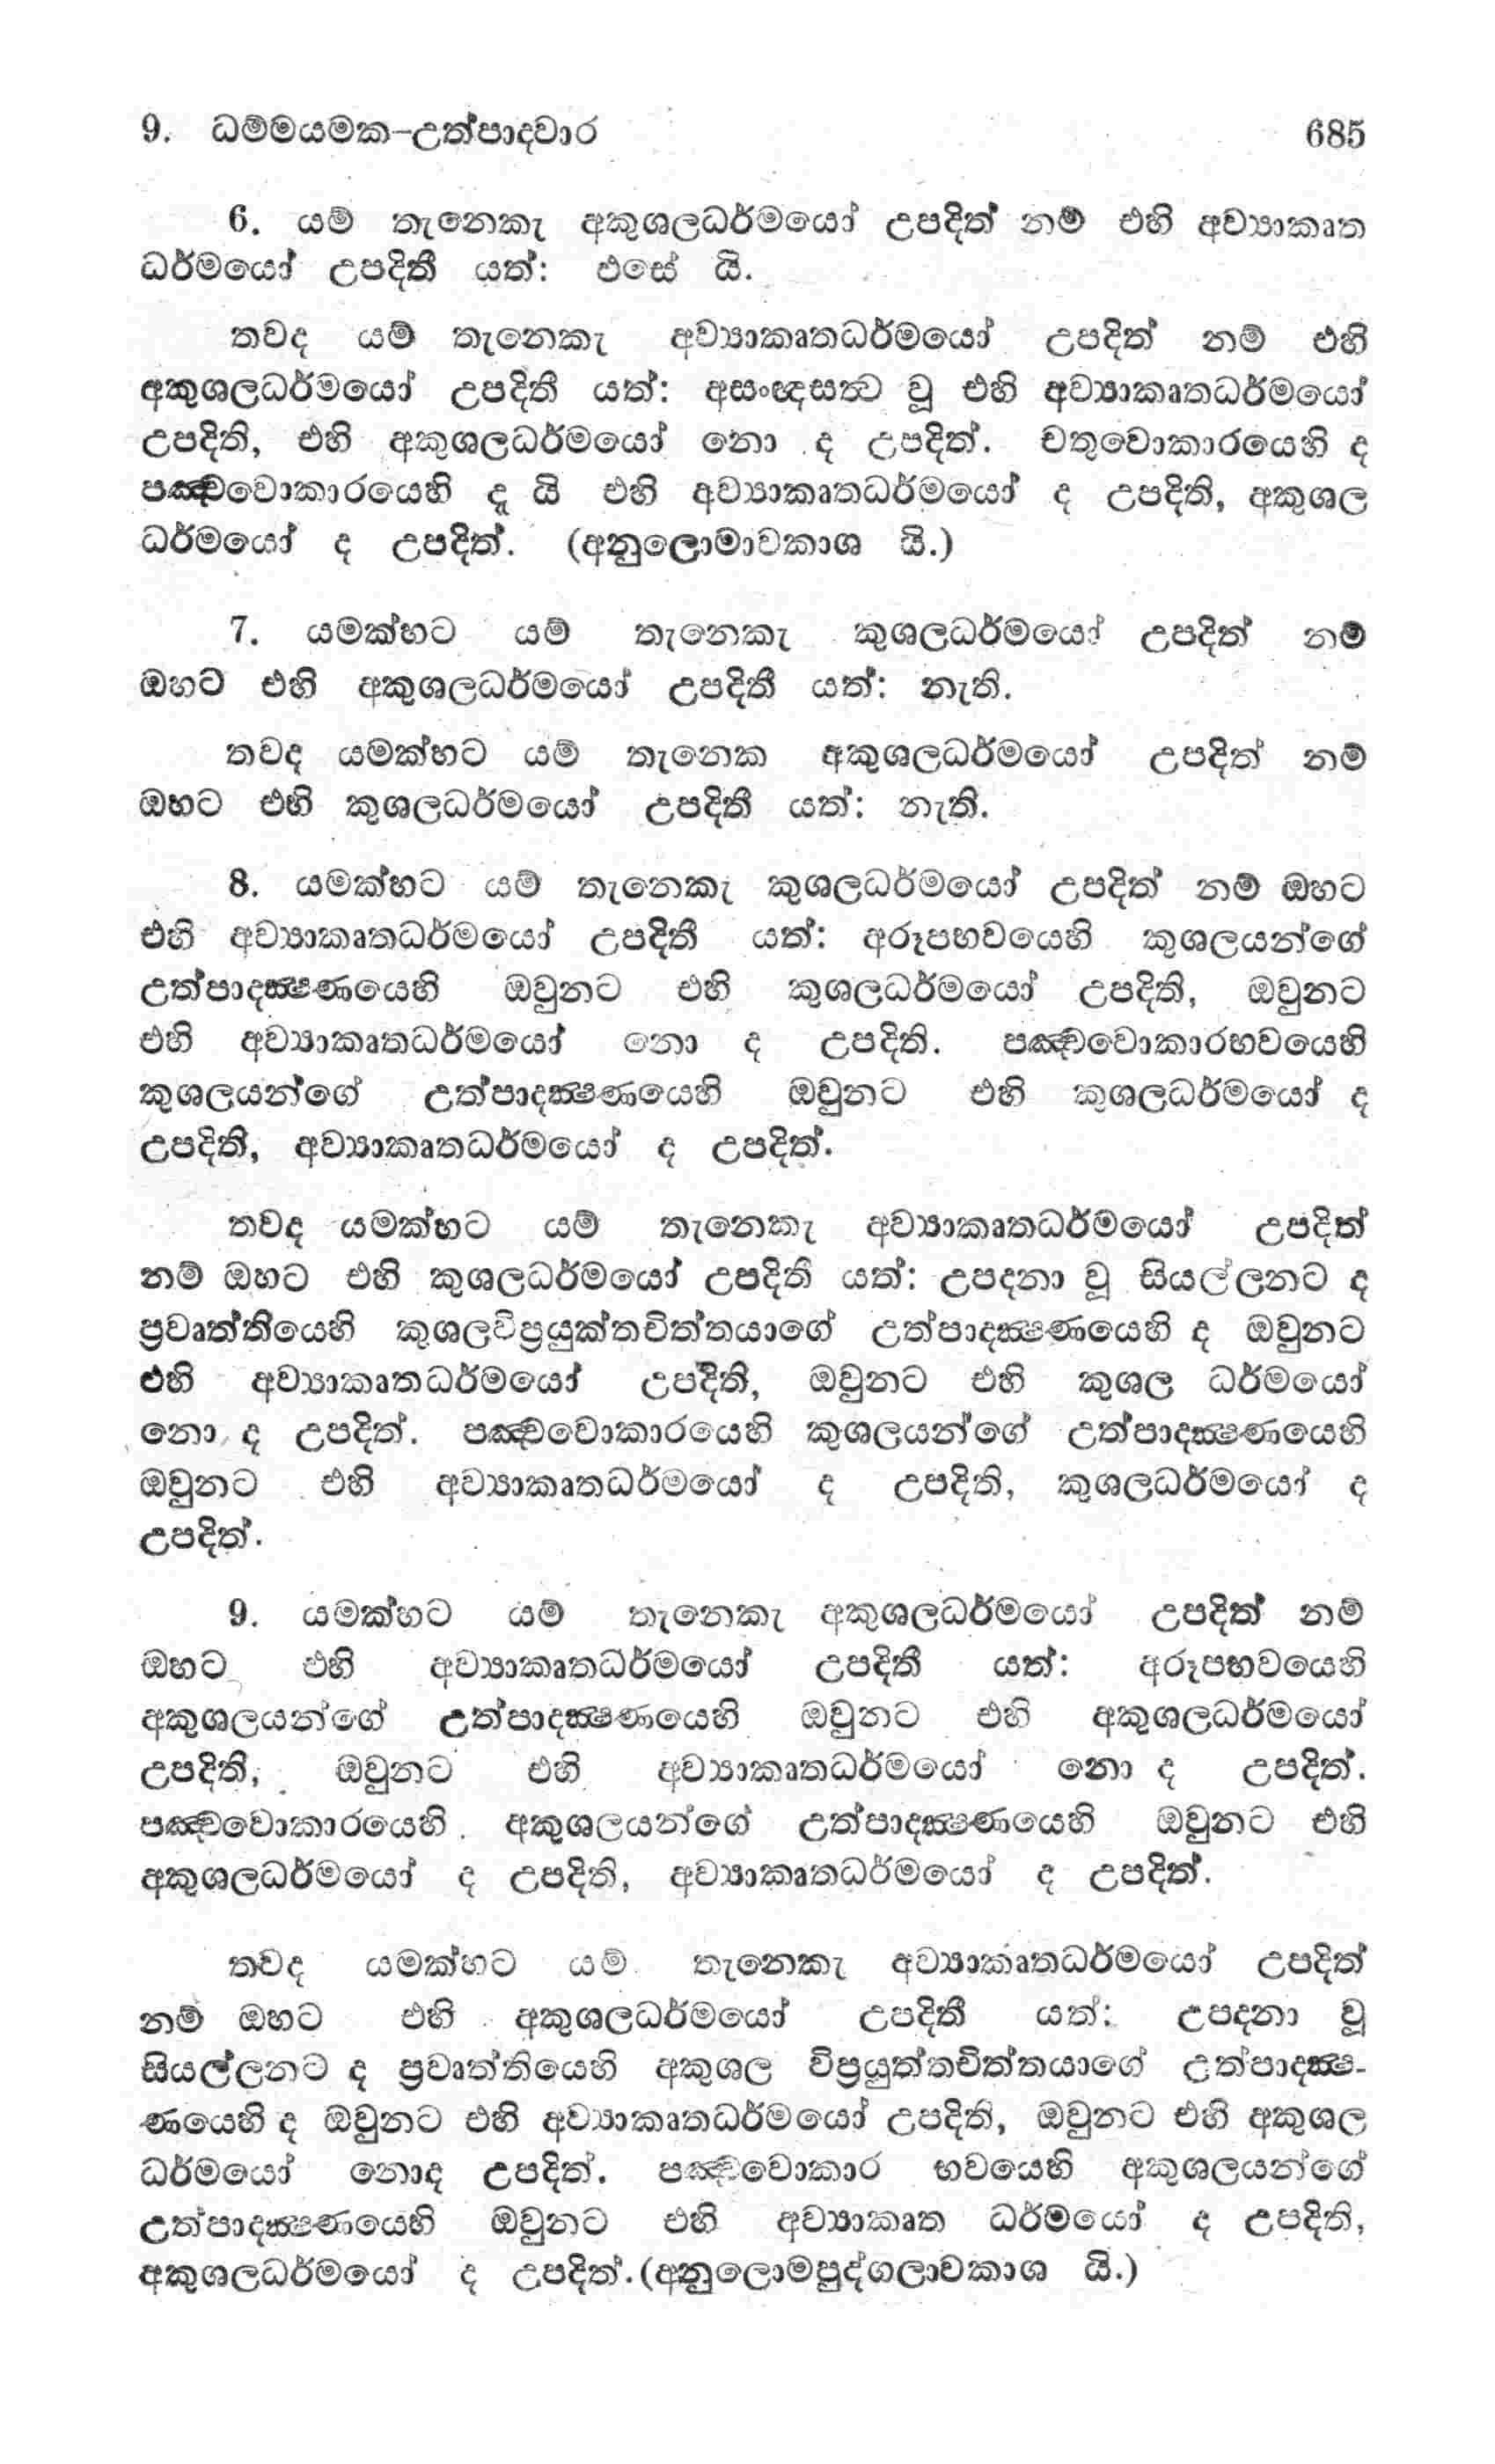 9. ධම්මයමක–උත්පාදවාර 685
6. යම් තැනෙකැ අකුශලධර්මයෝ උපදිත් නම් එහි අව්‍යාකෘත
ධර්මයෝ උපදිතී යත්: එසේ යි.
තවද යම් තැනෙකැ අව්‍යාකෘතධර්මයෝ උපදිත් නම් එහි
අකුශලධර්මයෝ උපදිතී යත්: අසංඥසත්‍ව වූ එහි අව්‍යාකෘතධර්මයෝ
උපදිති, එහි අකුශලධර්මයෝ නො ද උපදිත්. චතුවොකාරයෙහි ද
පඤ්චවොකාරයෙහි දැ යි එහි අව්‍යාකෘතධර්මයෝ ද උපදිති, අකුශල
ධර්මයෝ ද උපදිත්. (අනුලොමාවකාශ යි.)
7. යමක්හට යම් තැනෙකැ කුශලධර්මයෝ උපදිත් නම්
ඔහට එහි අකුශලධර්මයෝ උපදිතී යත්: නැති.
තවද යමක්හට යම් තැනෙක අකුශලධර්මයෝ උපදිත් නම්
ඔහට එහි කුශලධර්මයෝ උපදිතී යත්: නැති.
8. යමක්හට යම් තැනෙකැ කුශලධර්මයෝ උපදිත් නම් ඔහට
එහි අව්‍යාකෘතධර්මයෝ උපදිතී යත්: අරූපභවයෙහි කුශලයන්ගේ
උත්පාදක්‍ෂණයෙහි ඔවුනට එහි කුශලධර්මයෝ උපදිති, ඔවුනට
එහි අව්‍යාකෘතධර්මයෝ නො ද උපදිති. පඤ්චවොකාරභවයෙහි
කුශලයන්ගේ උත්පාදක්‍ෂණයෙහි ඔවුනට එහි කුශලධර්මයෝ ද
උපදිති, අව්‍යාකෘතධර්මයෝ ද උපදිත්.
තවද යමක්හට යම් තැනෙකැ අව්‍යාකෘතධර්මයෝ උපදිත්
නම් ඔහට එහි කුශලධර්මයෝ උපදිතී යත්: උපදනා වූ සියල්ලනට ද
ප්‍රවෘත්තියෙහි කුශලවිප්‍රයුක්තචිත්තයාගේ උත්පාදක්‍ෂණයෙහි ද ඔවුනට
එහි අව්‍යාකෘතධර්මයෝ උපදිති, ඔවුනට එහි කුශල ධර්මයෝ
නො ද උපදිත්. පඤ්චවොකාරයෙහි කුශලයන්ගේ උත්පාදක්‍ෂණයෙහි
ඔවුනට එහි අව්‍යාකෘතධර්මයෝ ද උපදිති, කුශලධර්මයෝ ද
උපදිත්.
9. යමක්හට යම් තැනෙකැ අකුශලධර්මයෝ උපදිත් නම්
ඔහට එහි අව්‍යාකෘතධර්මයෝ උපදිතී යත්: අරූපභවයෙහි
අකුශලයන්ගේ උත්පාදක්‍ෂණයෙහි ඔවුනට එහි අකුශලධර්මයෝ
උපදිති, ඔවුනට එහි අව්‍යාකෘතධර්මයෝ නො ද උපදිත්.
පඤ්චවොකාරයෙහි අකුශලයන්ගේ උත්පාදක්‍ෂණයෙහි ඔවුනට එහි
අකුශලධර්මයෝ ද උපදිති, අව්‍යාකෘතධර්මයෝ ද උපදිත්.
තවද යමක්හට යම් තැනෙකැ අව්‍යාකෘතධර්මයෝ උපදිත්
නම් ඔහට එහි අකුශලධර්මයෝ උපදිතී යත්: උපදනා වූ
සියල්ලනට ද ප්‍රවෘත්තියෙහි අකුශල විප්‍රයුත්තචිත්තයාගේ උත්පාදක්‍ෂ-
ණයෙහි ද ඔවුනට එහි අව්‍යාකෘතධර්මයෝ උපදිති, ඔවුනට එහි අකුශල
ධර්මයෝ නොද උපදිත්. පඤ්චවොකාර භවයෙහි අකුශලයන්ගේ
උත්පාදක්‍ෂණයෙහි ඔවුනට එහි අව්‍යාකෘත ධර්මයෝ ද උපදිති,
අකුශලධර්මයෝ ද උපදිත්. (අනුලොමපුද්ගලාවකාශ යි.)